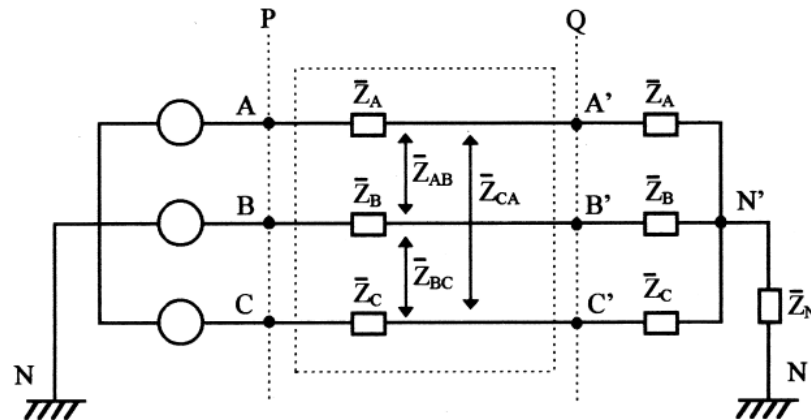 P Q
A Z̄A A' Z̄A
Z̄AB Z̄CA
B Z̄B B' Z̄B N'
Z̄BC
C Z̄C C' Z̄C Z̄N
N N